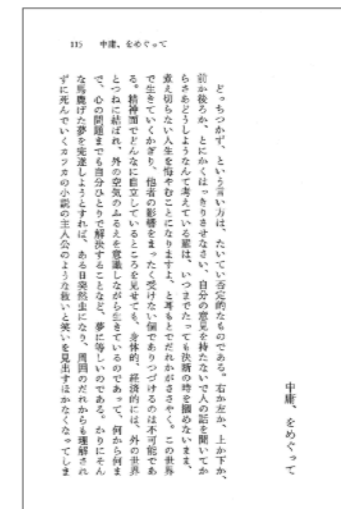 115　中庸、をめぐって
中庸、をめぐって
どっちつかず、という言い方は、たいてい否定的なものである。右か左か、上か下か、
前か後ろか、とにかくはっきりさせなさい、自分の意見を持たないで人の話を聞いてか
らさあどうしようなんて考えている輩は、いつまでたっても決断の時を掴めないまま、
煮え切らない人生を悔やむことになりますよ、と耳もとでだれかがささやく。この世界
で生きていくかぎり、他者の影響をまったく受けない個でありつづけるのは不可能であ
る。精神面でどんなに自立しているところを見せても、身体的、経済的には、外の世界
とつねに結ばれ、外の空気のふるえを意識しながら生きているのであって、何から何ま
で、心の問題までも自分ひとりで解決することなど、夢に等しいのである。かりにそん
な馬鹿げた夢を完遂しようとすれば、ある日突然虫になり、周囲のだれからも理解され
ずに死んでいくカフカの小説の主人公のような救いと笑いを見出すほかなくなってしま